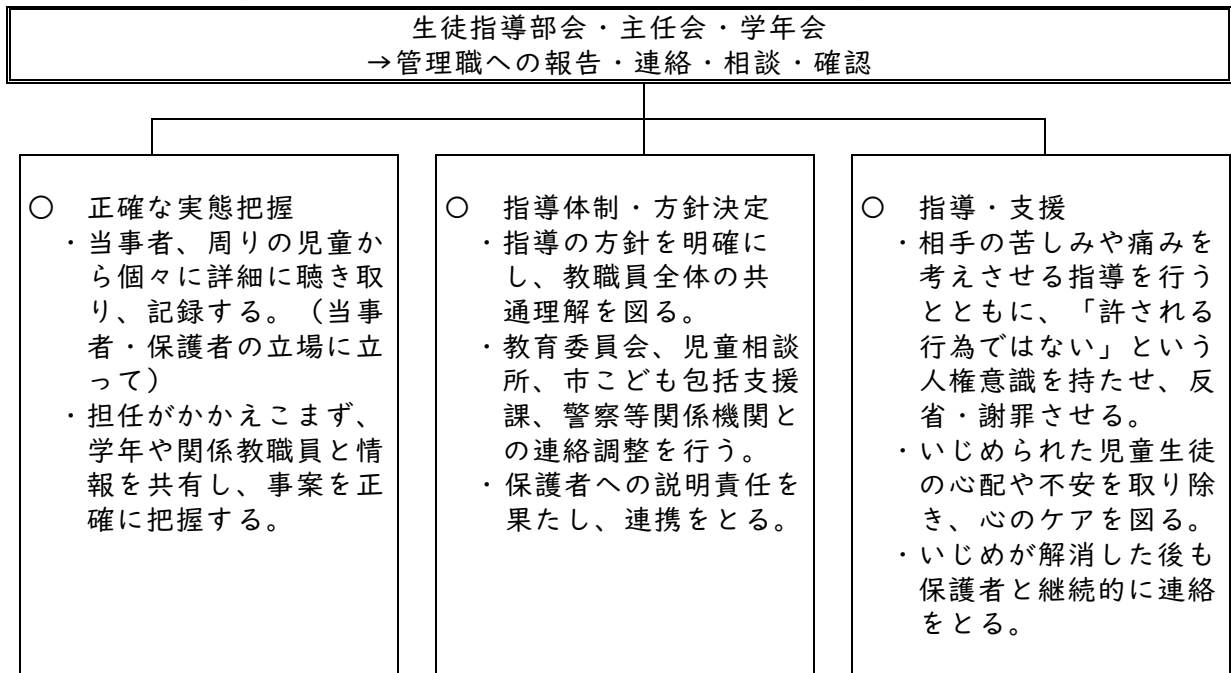 生徒指導部会・主任会・学年会
→管理職への報告・連絡・相談・確認
〇　正確な実態把握
・当事者、周りの児童か
ら個々に詳細に聴き取
り、記録する。（当事
者・保護者の立場に立
って）
・担任がかかえこまず、
学年や関係教職員と情
報を共有し、事案を正
確に把握する。
〇　指導体制・方針決定
・指導の方針を明確に
し、教職員全体の共
通理解を図る。
・教育委員会、児童相談
所、市こども包括支援
課、警察等関係機関と
の連絡調整を行う。
・保護者への説明責任を
果たし、連携をとる。
〇　指導・支援
・相手の苦しみや痛みを
考えさせる指導を行う
とともに、「許される
行為ではない」という
人権意識を持たせ、反
省・謝罪させる。
・いじめられた児童生徒
の心配や不安を取り除
き、心のケアを図る。
・いじめが解消した後も
保護者と継続的に連絡
をとる。